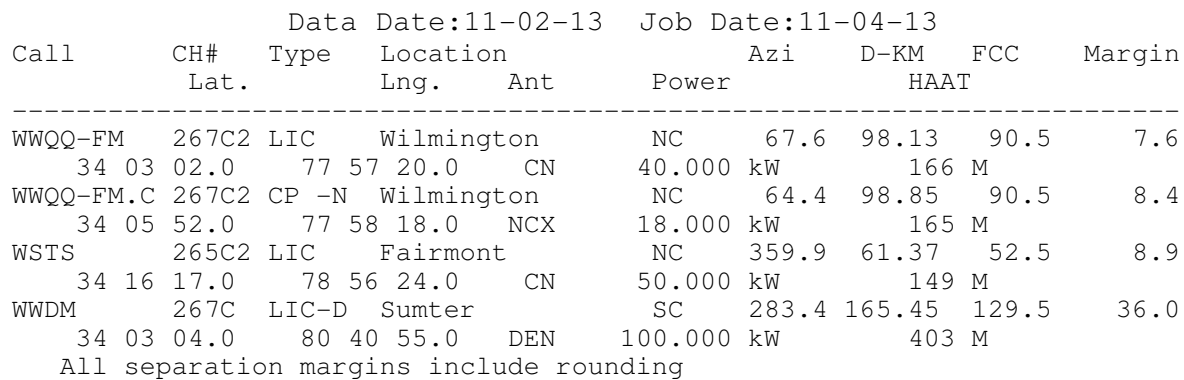 Data Date:11-02-13 Job Date:11-04-13
Call CH# Type Location Azi D-KM FCC Margin
Lat. Lng. Ant Power HAAT
WWQQ-FM 267C2 LIC Wilmington NC 67.6 98.13 90.5 7.6
34 03 02.0 77 57 20.0 CN 40.000 kW 166 M
WWQQ-FM.C 267C2 CP -N Wilmington NC 64.4 98.85 90.5 8.4
34 05 52.0 77 58 18.0 NCX 18.000 kW 165 M
WSTS 265C2 LIC Fairmont NC 359.9 61.37 52.5 8.9
34 16 17.0 78 56 24.0 CN 50.000 kW 149 M
WWDM 267C LIC-D Sumter SC 283.4 165.45 129.5 36.0
34 03 04.0 80 40 55.0 DEN 100.000 kW 403 M
All separation margins include rounding